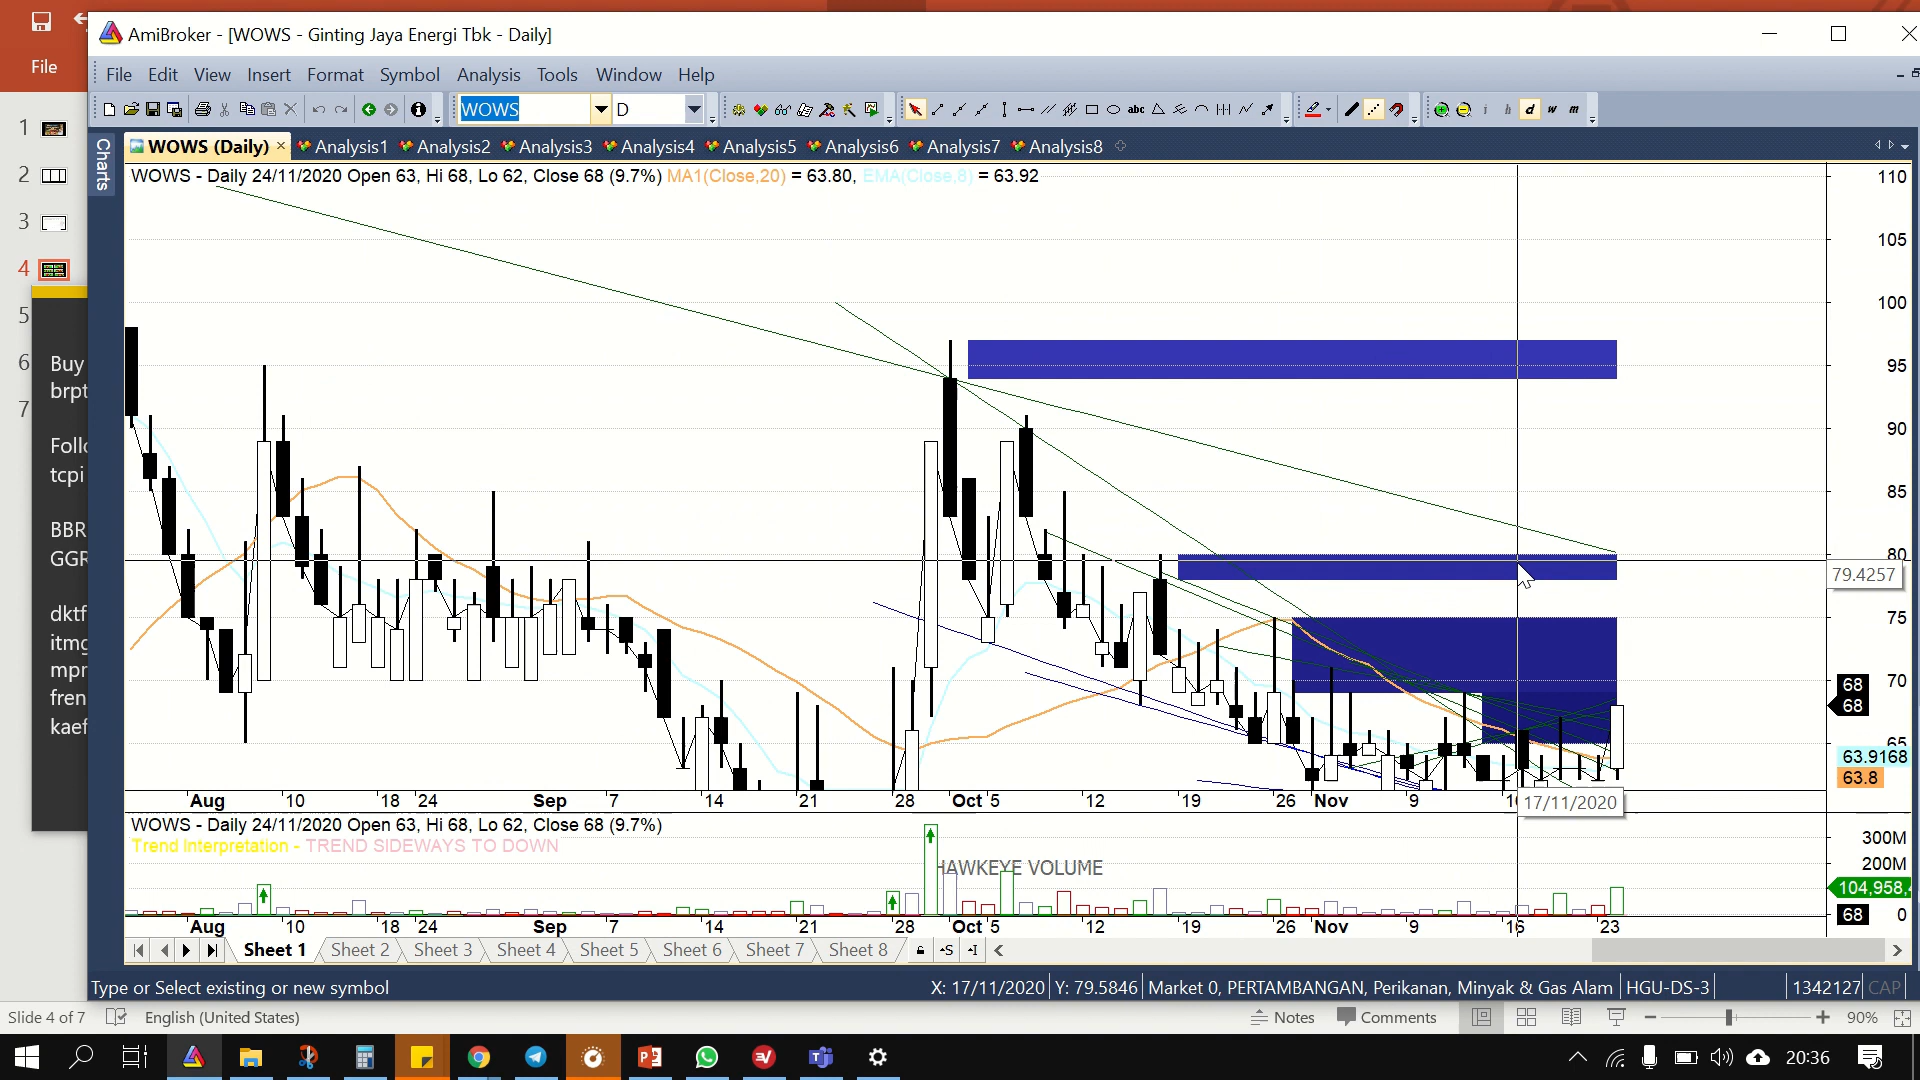 AmiBroker - [WOWS - Ginting Jaya Energi Tbk - Daily]
File
File Edit View Insert Format Symbol Analysis Tools Window Help
WOWS D
abc i h d w m
WOWS (Daily) Analysis1 Analysis2 Analysis3 Analysis4 Analysis5 Analysis6 Analysis7 Analysis8
Charts
WOWS - Daily 24/11/2020 Open 63, Hi 68, Lo 62, Close 68 (9.7%) MA1(Close,20) = 63.80, EMA(Close,8) = 63.92
1
2
3
4
5
6
7
Buy
brpt
tcpi
BBR
itmg
fren
kaef
110
105
100
95
90
85
80
79.4257
75
70
68
68
65
63.9168
63.8
Aug 10 18 24 Sep 7 14 21 28 Oct 5 12 19 26 Nov 9
17/11/2020
WOWS - Daily 24/11/2020 Open 63, Hi 68, Lo 62, Close 68 (9.7%)
Trend Interpretation - TREND SIDEWAYS TO DOWN
HAWKEYE VOLUME
300M
200M
104,958,
68 0
Aug 10 18 24 Sep 7 14 21 28 Oct 5 12 19 26 Nov 9 16 23
Sheet 1 Sheet 2 Sheet 3 Sheet 4 Sheet 5 Sheet 6 Sheet 7 Sheet 8
Type or Select existing or new symbol X: 17/11/2020 Y: 79.5846 Market 0, PERTAMBANGAN, Perikanan, Minyak & Gas Alam HGU-DS-3 1342127 CAP
Slide 4 of 7 English (United States) Notes Comments 90%
20:36